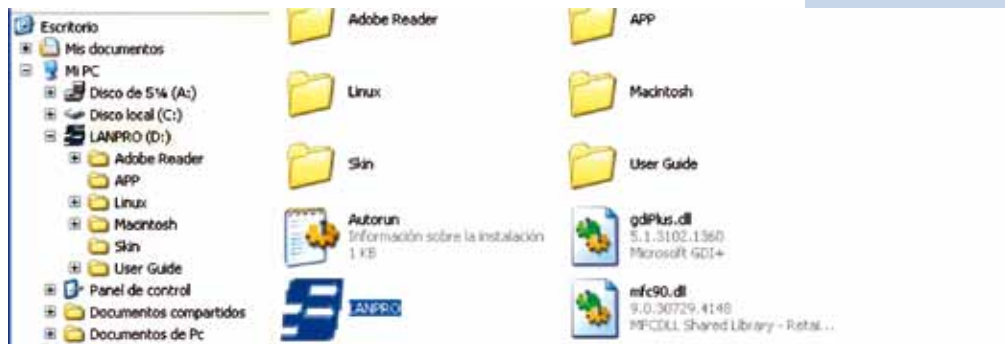 Escritorio
Mis documentos
Mi PC
Disco de 5¼ (A:)
Disco local (C:)
LANPRO (D:)
Adobe Reader
APP
Linux
Macintosh
Skin
User Guide
Panel de control
Documentos compartidos
Documentos de Pc
Adobe Reader
APP
Linux
Macintosh
Skin
User Guide
Autorun
Información sobre la instalación
1 KB
gdiPlus.dll
5.1.3102.1360
Microsoft GDI+
LANPRO
mfc90.dll
9.0.30729.4148
MFCDLL Shared Library - Retai...